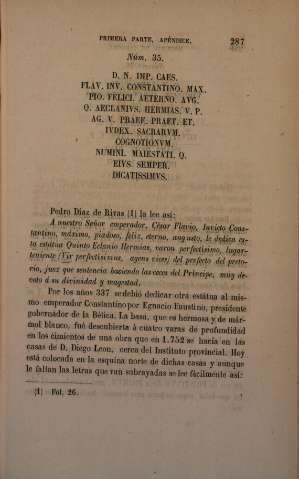 PRIMERA PARTE, APÉNDICE. 287
Núm. 35.
D. N. IMP. CAES.
FLAV. INV. CONSTANTINO. MAX.
PIO. FELICI. AETERNO. AVG.
Q. AECLANIVS. HERMIAS. V. P.
AG. V. PRAEF. PRAET. ET.
IVDEX. SACRARVM.
COGNOTIONVM.
NUMINI. MAIESTATI. Q.
EIVS SEMPER.
DICATISSIMVS.
Pedro Diaz de Rivas (1) la lee asi:
A nuestro Señor emperador, César Flavio, Invicto Cons-
tantino, máximo, piadoso, feliz, eterno, augusto, le dedica es-
ta estátua Quinto Eclanio Hermias, varon perfectísimo, lugar-
teniente (Vir perfectisimus, agens vices) del prefecto del preto-
rio, juez que sentencia haciendo las veces del Príncipe, muy de-
voto á su divinidad y magestad.
Por los años 337 se debió dedicar otra estátua al mis-
mo emperador Constantino por Egnacio Faustino, presidente
gobernador de la Bética. La basa, que es hermosa y de már-
mol blanco, fué descubierta á cuatro varas de profundidad
en los cimientos de una obra que en 1.752 se hacia en las
casas de D. Diego Leon, cerca del Instituto provincial. Hoy
está colocada en la esquina norte de dichas casas y aunque
le faltan las letras que van subrayadas se lee fácilmente asi:
(1) Fol. 26.